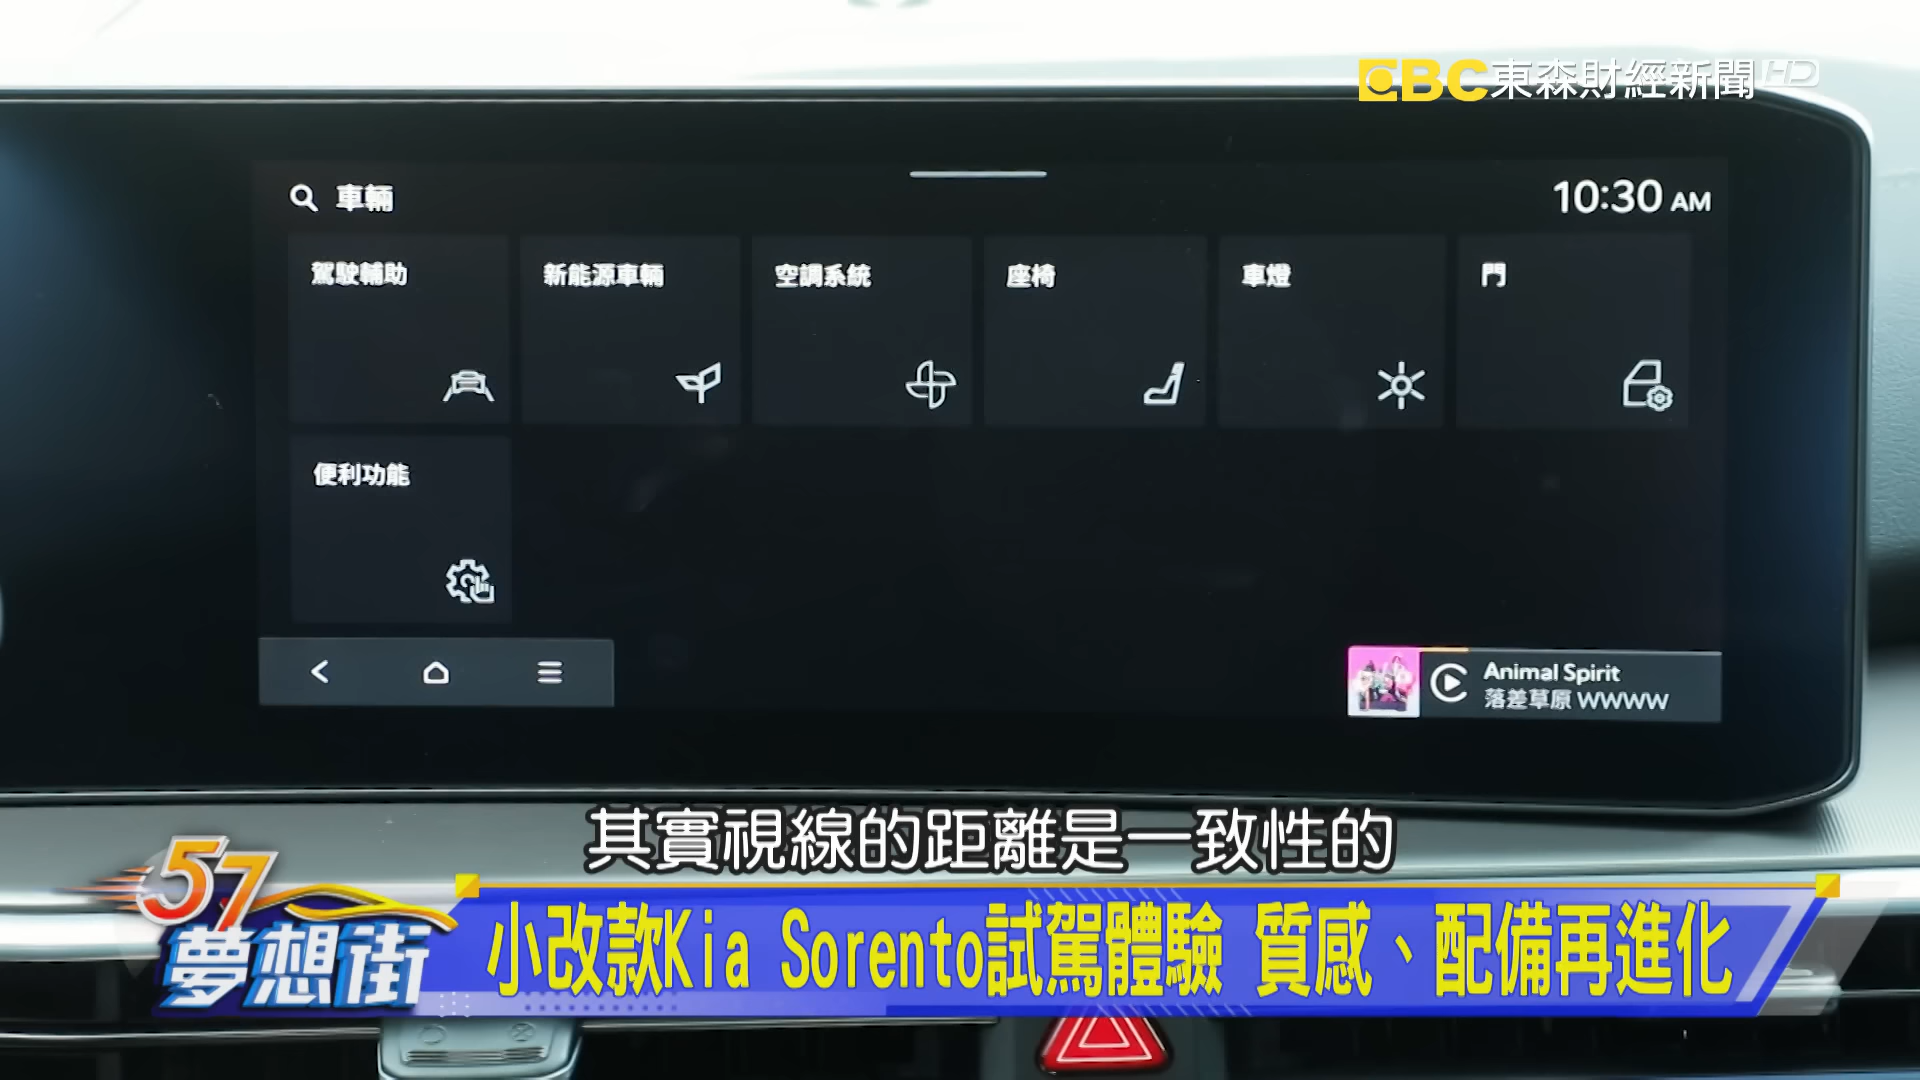 EBC東森財經新聞HD
車輛
10:30 AM
駕駛輔助
新能源車輛
空調系統
座椅
車燈
門
便利功能
Animal Spirit
落差草原 WWWW
其實視線的距離是一致性的
57
夢想街
小改款Kia Sorento試駕體驗 質感、配備再進化